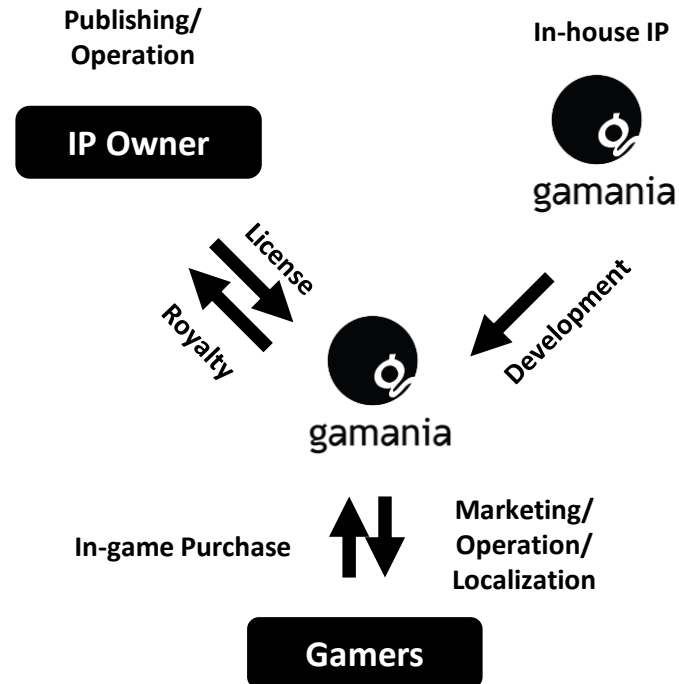 Publishing/
Operation
In-house IP
IP Owner
gamania
License
Royalty
Development
gamania
In-game Purchase
Marketing/
Operation/
Localization
Gamers